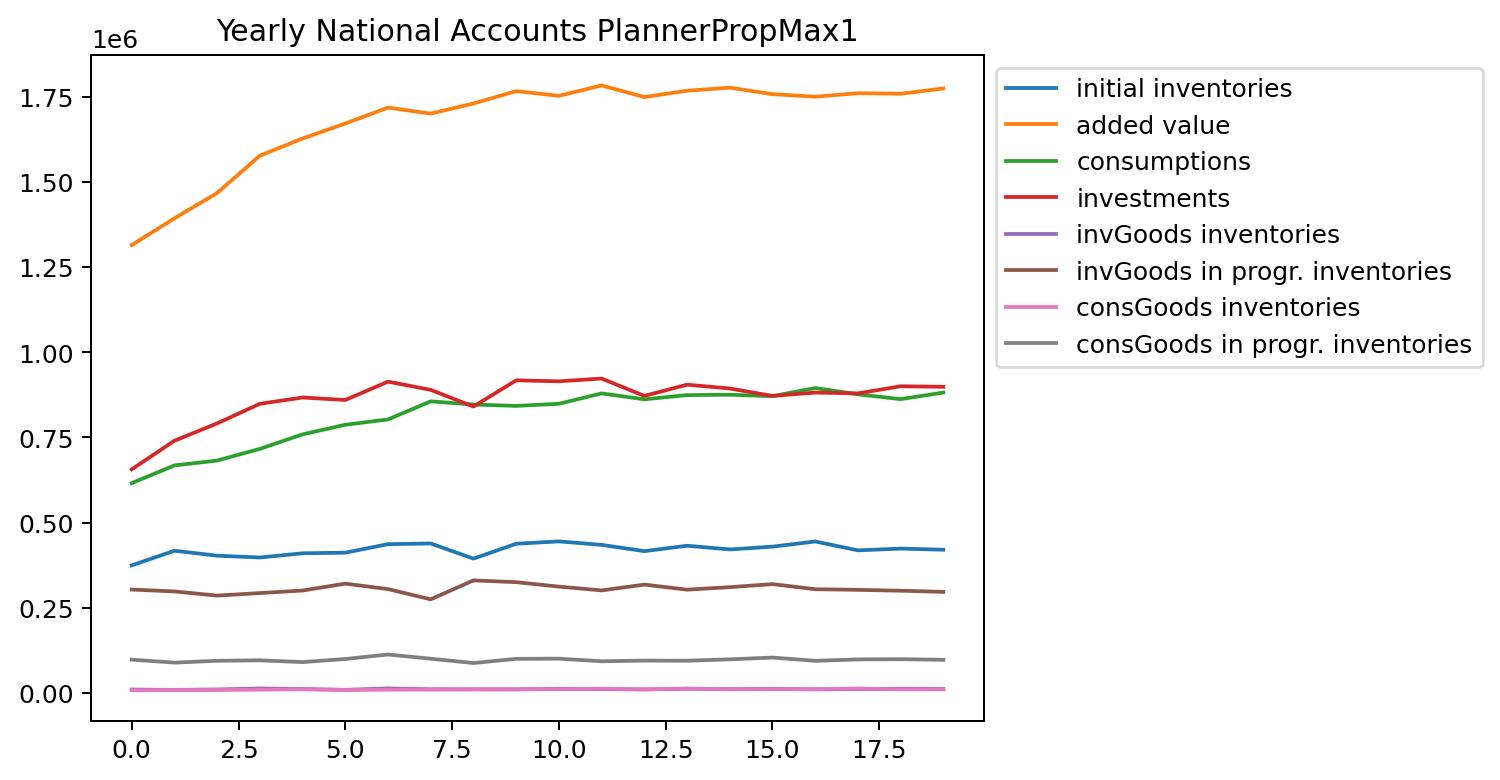 Yearly National Accounts PlannerPropMax1
1e6
1.75
1.50
1.25
1.00
0.75
0.50
0.25
0.00
0.0 2.5 5.0 7.5 10.0 12.5 15.0 17.5
initial inventories
added value
consumptions
investments
invGoods inventories
invGoods in progr. inventories
consGoods inventories
consGoods in progr. inventories